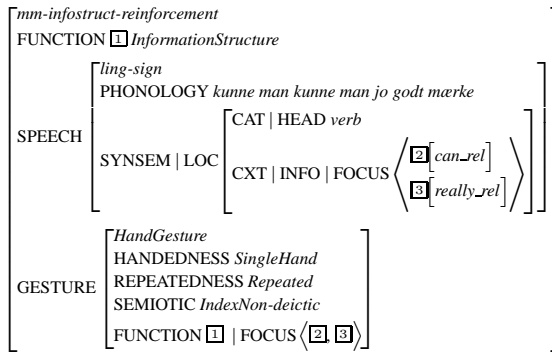 mm-infostruct-reinforcement
FUNCTION 1 InformationStructure
ling-sign
PHONOLOGY kunne man kunne man jo godt mærke
SPEECH
CAT | HEAD verb
SYNSEM | LOC
CXT | INFO | FOCUS ⟨ 2 [can_rel]
3 [really_rel] ⟩
HandGesture
HANDEDNESS SingleHand
REPEATEDNESS Repeated
GESTURE
SEMIOTIC IndexNon-deictic
FUNCTION 1 | FOCUS ⟨ 2, 3 ⟩